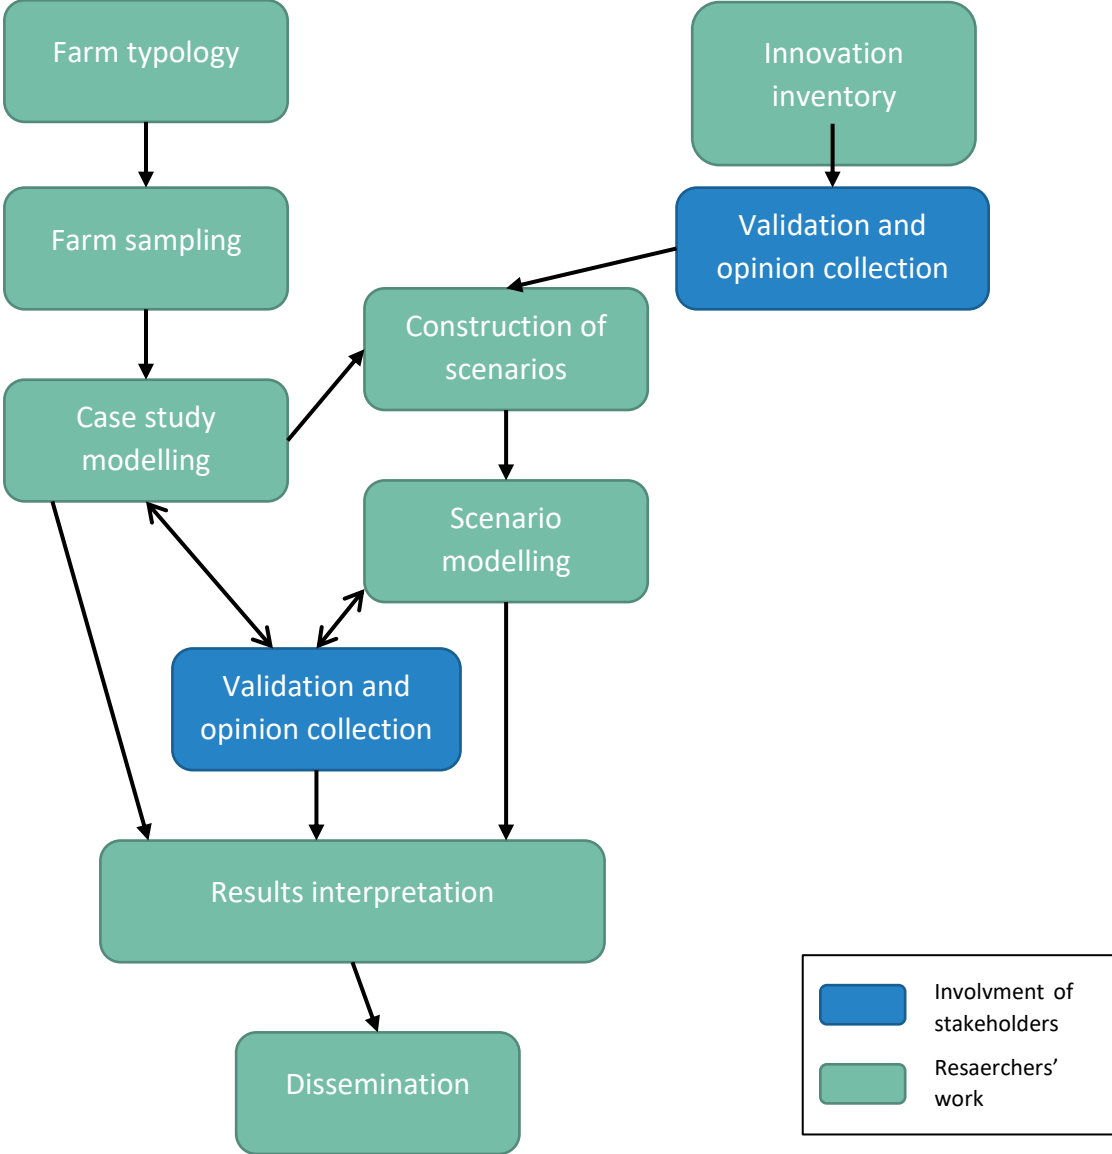 Farm typology
Innovation
inventory
Farm sampling
Validation and
opinion collection
Construction of
scenarios
Case study
modelling
Scenario
modelling
Validation and
opinion collection
Results interpretation
Dissemination
Involvment of
stakeholders
Resaerchers’
work